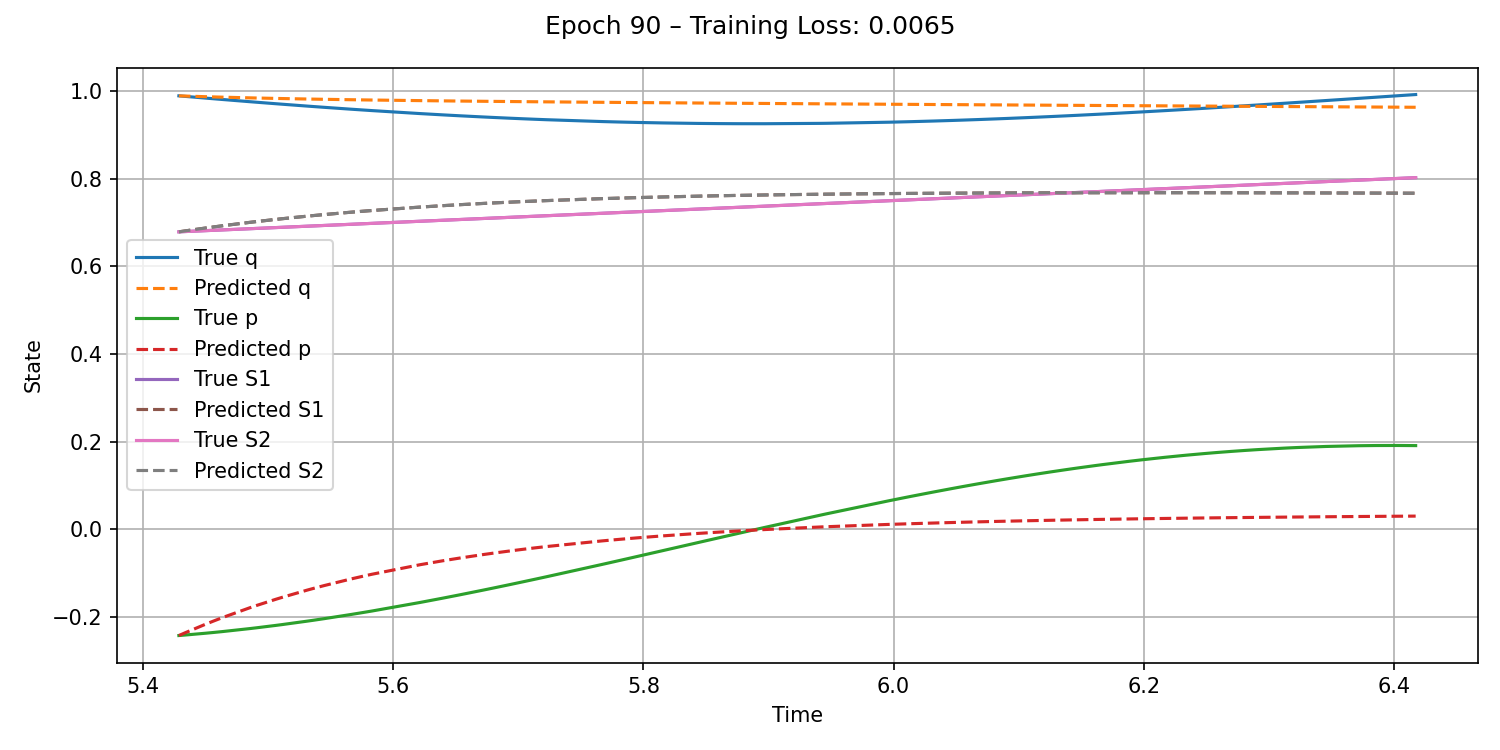 Epoch 90 – Training Loss: 0.0065
State
1.0
0.8
0.6
0.4
0.2
0.0
−0.2
True q
Predicted q
True p
Predicted p
True S1
Predicted S1
True S2
Predicted S2
5.4 5.6 5.8 6.0 6.2 6.4
Time